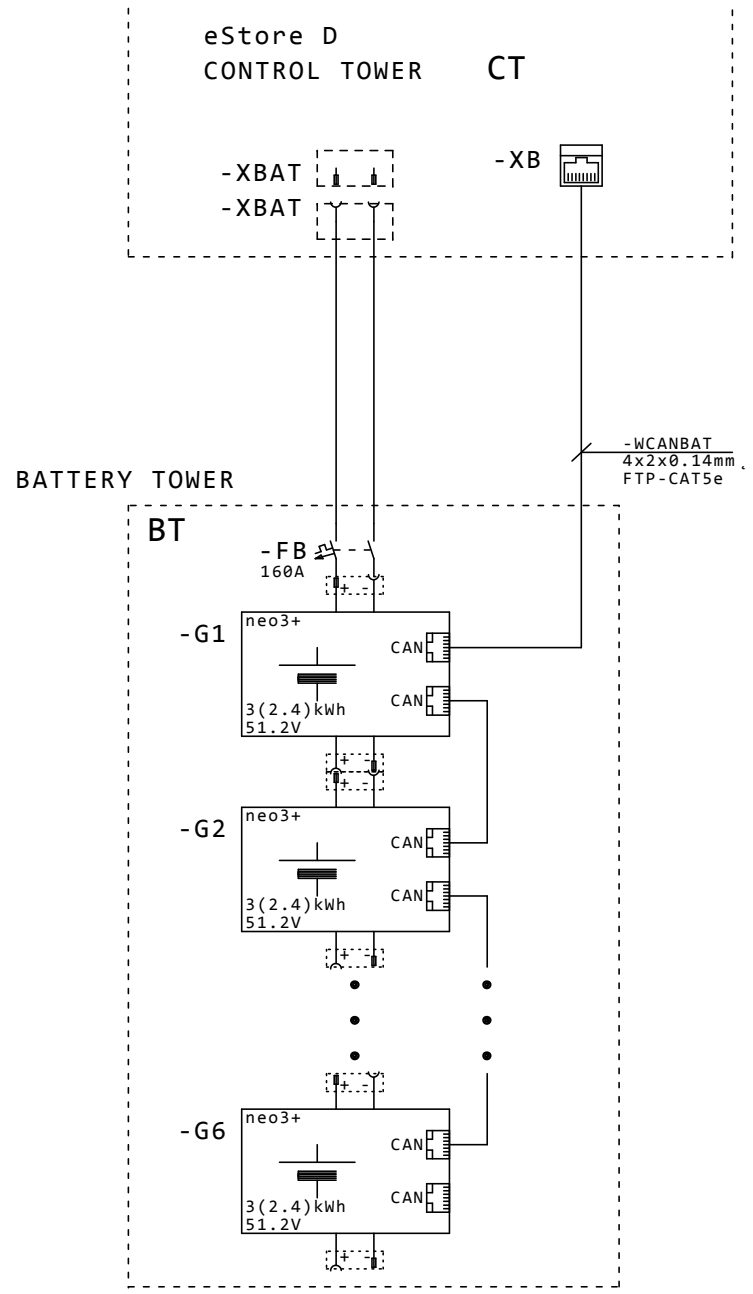 eStore D
CONTROL TOWER CT
-XBAT
-XB
-XBAT
-WCANBAT
4x2x0.14mm
FTP-CAT5e
BATTERY TOWER
BT
-FB
160A
+ -
-G1
neo3+
CAN
CAN
3(2.4)kWh
51.2V
+ -
+ -
-G2
neo3+
CAN
CAN
3(2.4)kWh
51.2V
+ -
+ -
-G6
neo3+
CAN
CAN
3(2.4)kWh
51.2V
+ -